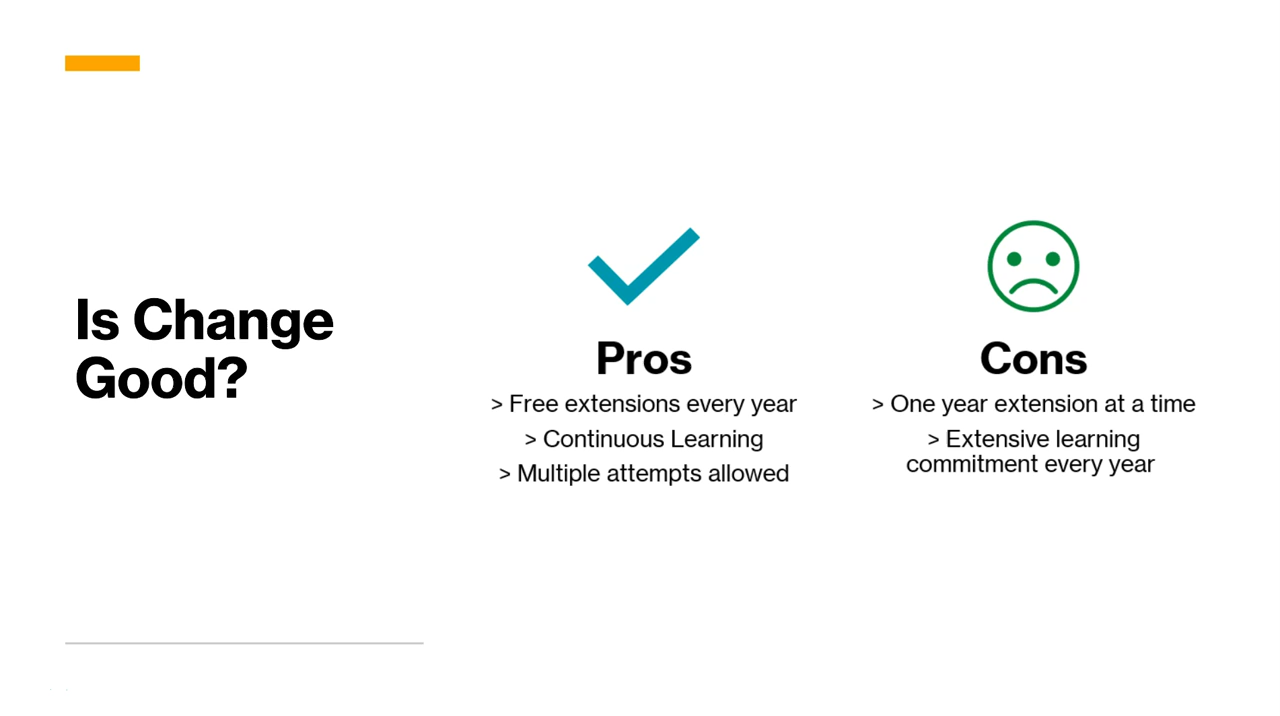 Is Change
Good?
Pros
> Free extensions every year
> Continuous Learning
> Multiple attempts allowed
Cons
> One year extension at a time
> Extensive learning
commitment every year